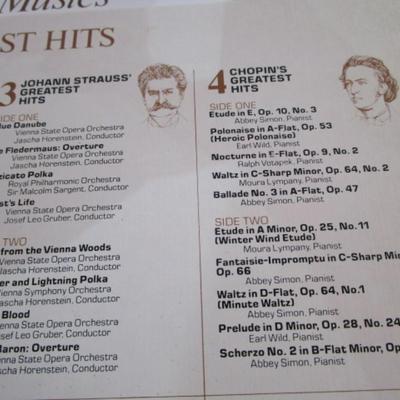 Musics
ST HITS
3 JOHANN STRAUSS'
GREATEST
HITS
SIDE ONE
lue Danube
Vienna State Opera Orchestra
Jascha Horenstein, Conductor
e Fledermaus: Overture
Vienna State Opera Orchestra
Jascha Horenstein, Conductor
zicato Polka
Royal Philharmonic Orchestra
Sir Malcolm Sargent, Conductor
st's Life
Vienna State Opera Orchestra
Josef Leo Gruber, Conductor
TWO
from the Vienna Woods
Vienna State Opera Orchestra
Jascha Horenstein, Conductor
er and Lightning Polka
Vienna Symphony Orchestra
Jascha Horenstein, Conductor
Blood
Vienna State Opera Orchestra
Josef Leo Gruber, Conductor
Baron: Overture
Vienna State Opera Orchestra
Jascha Horenstein, Conductor
4 CHOPIN'S
GREATEST
HITS
SIDE ONE
Etude in E, Op. 10, No. 3
Abbey Simon, Pianist
Polonaise in A-Flat, Op. 53
(Heroic Polonaise)
Earl Wild, Pianist
Nocturne in E-Flat, Op. 9, No. 2
Ralph Votapek, Pianist
Waltz in C-Sharp Minor, Op. 64, No. 2
Moura Lympany, Pianist
Ballade No. 3 in A-Flat, Op. 47
Abbey Simon, Pianist
SIDE TWO
Etude in A Minor, Op. 25, No. 11
(Winter Wind Etude)
Moura Lympany, Pianist
Fantaisie-Impromptu in C-Sharp Mino
Op. 66
Abbey Simon, Pianist
Waltz in D-Flat, Op. 64, No.1
(Minute Waltz)
Abbey Simon, Pianist
Prelude in D Minor, Op. 28, No. 24
Earl Wild, Pianist
Scherzo No. 2 in B-Flat Minor, Op
Abbey Simon, Pianist